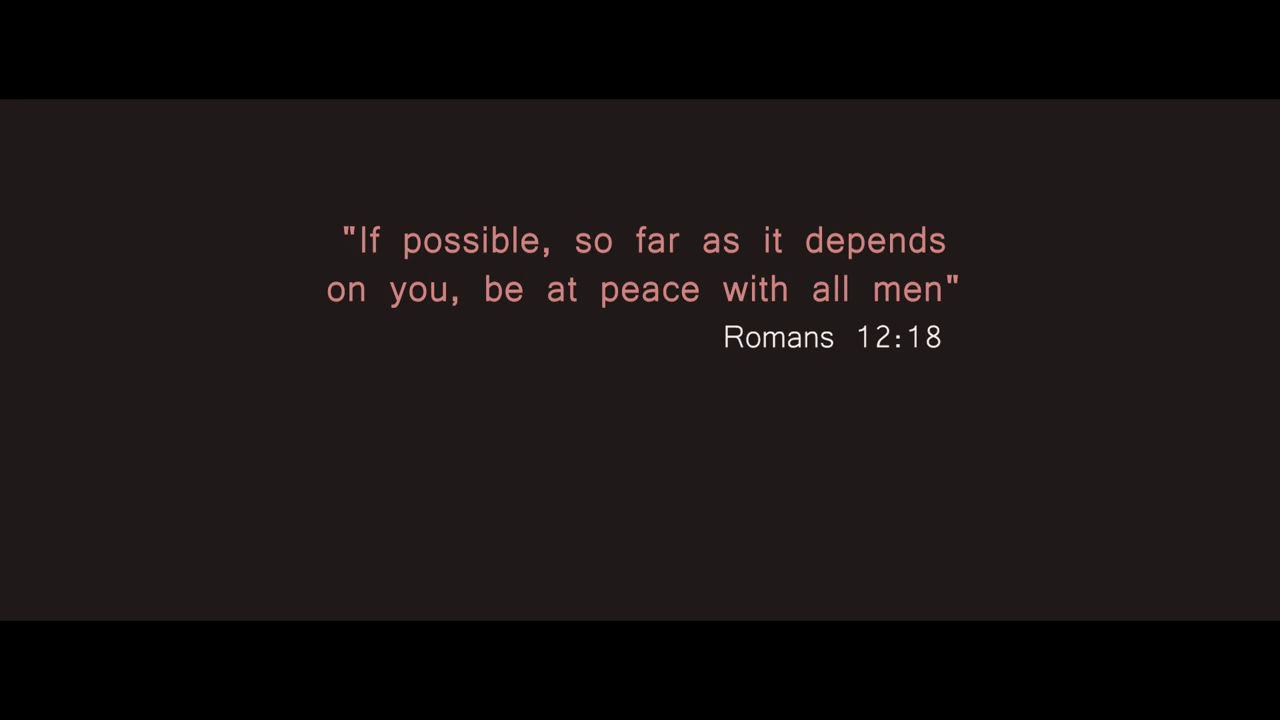 "If possible, so far as it depends
on you, be at peace with all men"
Romans 12:18